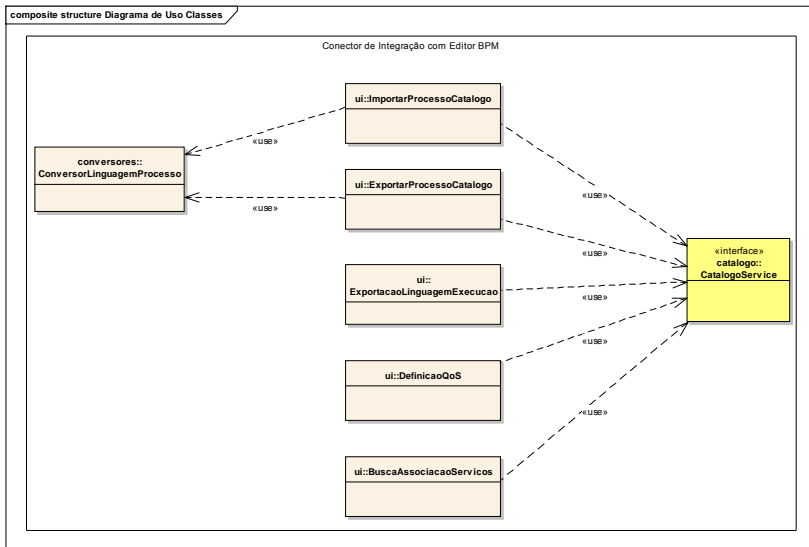 composite structure Diagrama de Uso Classes
Conector de Integração com Editor BPM
ui::ImportarProcessoCatalogo
«use»
«use»
conversores::
ConversorLinguagemProcesso
ui::ExportarProcessoCatalogo
«use»
«use»
«interface»
catalogo::
CatalogoService
ui::
ExportacaoLinguagemExecucao
«use»
«use»
ui::DefinicaoQoS
«use»
ui::BuscaAssociacaoServicos